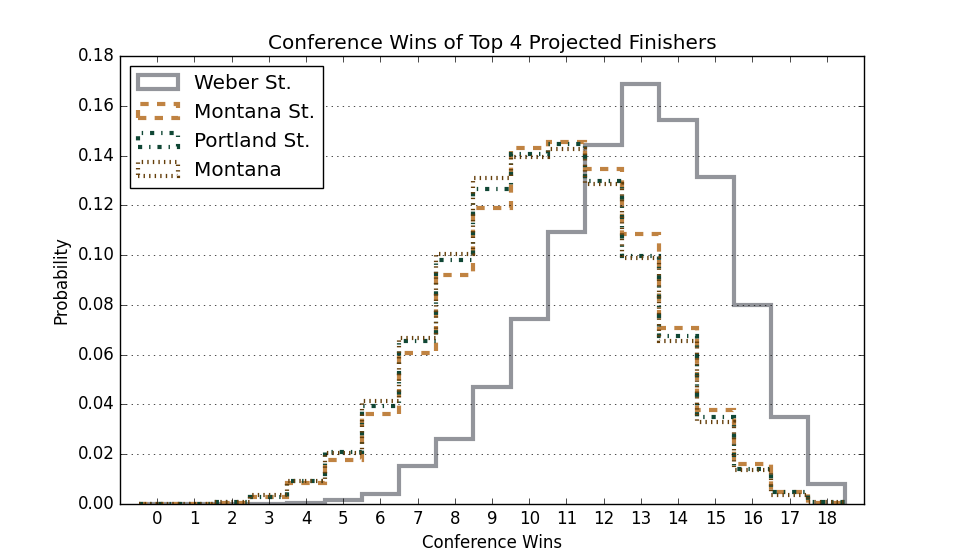 Conference Wins of Top 4 Projected Finishers
0.18
0.16
0.14
0.12
0.10
0.08
0.06
0.04
0.02
0.00
Probability
Weber St.
Montana St.
Portland St.
Montana
0 1 2 3 4 5 6 7 8 9 10 11 12 13 14 15 16 17 18
Conference Wins